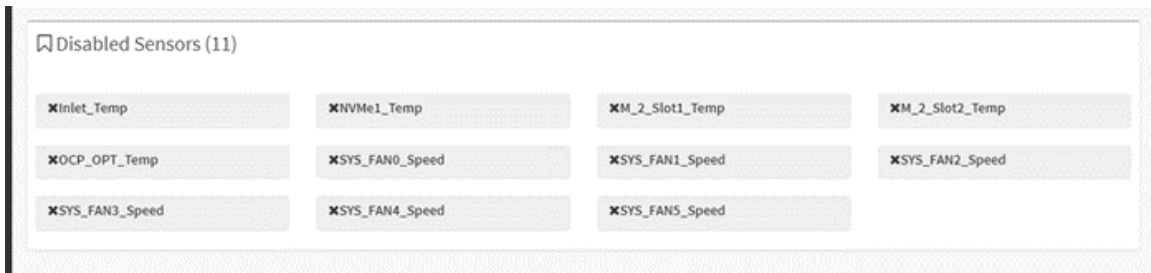 Disabled Sensors (11)
✖Inlet_Temp ✖NVMe1_Temp ✖M_2_Slot1_Temp ✖M_2_Slot2_Temp
✖OCP_OPT_Temp ✖SYS_FAN0_Speed ✖SYS_FAN1_Speed ✖SYS_FAN2_Speed
✖SYS_FAN3_Speed ✖SYS_FAN4_Speed ✖SYS_FAN5_Speed